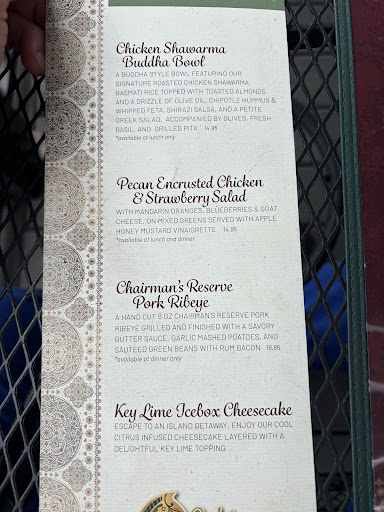 Chicken Shawarma
Buddha Bowl
A BUDDHA STYLE BOWL FEATURING OUR
SIGNATURE ROASTED CHICKEN SHAWARMA,
BASMATI RICE TOPPED WITH TOASTED ALMONDS,
AND A DRIZZLE OF OLIVE OIL, CHIPOTLE HUMMUS &
WHIPPED FETA, SHIRAZI SALSA, AND A PETITE
GREEK SALAD, ACCOMPANIED BY OLIVES, FRESH
BASIL, AND GRILLED PITA 14.95
*available at lunch only
Pecan Encrusted Chicken
& Strawberry Salad
WITH MANDARIN ORANGES, BLUEBERRIES & GOAT
CHEESE, ON MIXED GREENS SERVED WITH APPLE
HONEY MUSTARD VINAIGRETTE 14.95
*available at lunch and dinner
Chairman's Reserve
Pork Ribeye
A HAND CUT 8 OZ CHAIRMAN'S RESERVE PORK
RIBEYE GRILLED AND FINISHED WITH A SAVORY
BUTTER SAUCE, GARLIC MASHED POTATOES, AND
SAUTEED GREEN BEANS WITH RUM BACON 19.95
*available at dinner only
Key Lime Icebox Cheesecake
ESCAPE TO AN ISLAND GETAWAY, ENJOY OUR COOL
CITRUS INFUSED CHEESECAKE LAYERED WITH A
DELIGHTFUL KEY LIME TOPPING